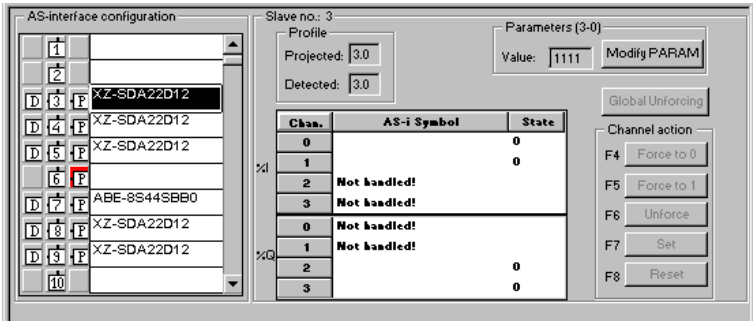 AS-interface configuration
1
2
D 3 P XZ-SDA22D12
D 4 P XZ-SDA22D12
D 5 P XZ-SDA22D12
6 P
D 7 P ABE-8S44SBB0
D 8 P XZ-SDA22D12
D 9 P XZ-SDA22D12
10
Slave no.: 3
Profile
Projected: 3.0
Detected: 3.0
Parameters (3-0)
Value: 1111 Modify PARAM
Global Unforcing
Chan. AS-i Symbol State
%I
0 0
1 0
2 Not handled!
3 Not handled!
%Q
0 Not handled!
1 Not handled!
2 0
3 0
Channel action
F4 Force to 0
F5 Force to 1
F6 Unforce
F7 Set
F8 Reset